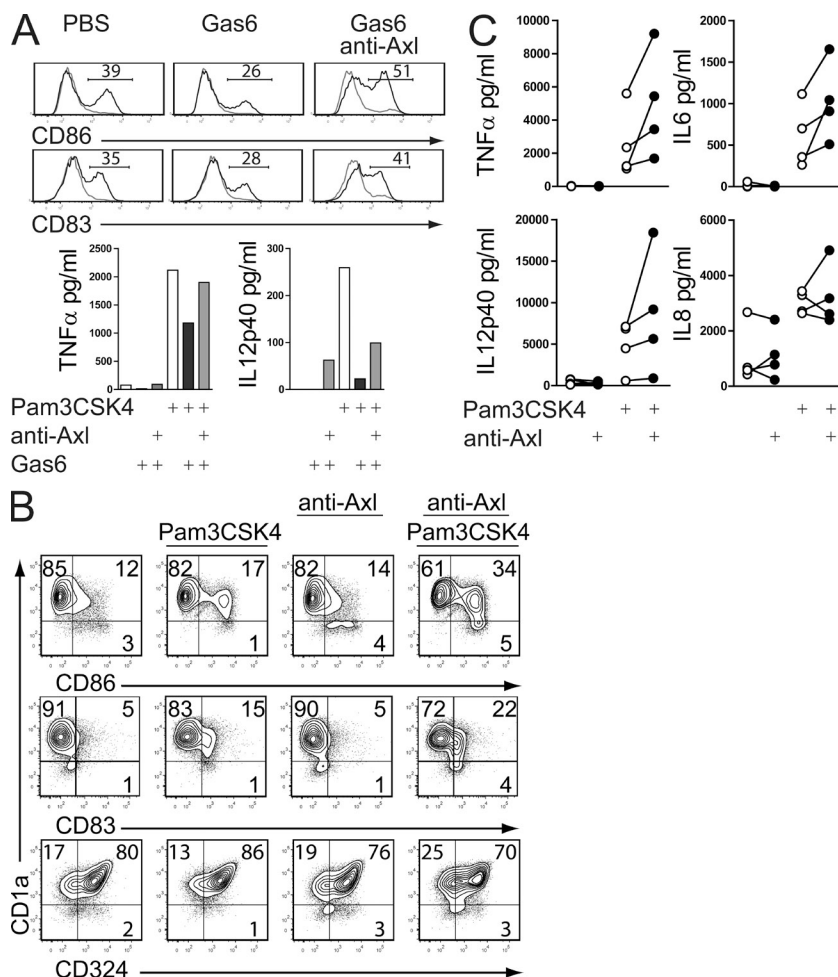 A
PBS Gas6 Gas6
anti-Axl
39 26 51
CD86
35 28 41
CD83
TNFα pg/ml
2500
2000
1500
1000
500
0
IL12p40 pg/ml
300
200
100
0
Pam3CSK4 + + + + + +
anti-Axl + + + +
Gas6 + + + + + + + +
C
TNFα pg/ml
10000
8000
6000
4000
2000
0
IL6 pg/ml
2000
1500
1000
500
0
IL12p40 pg/ml
20000
15000
10000
5000
0
IL8 pg/ml
6000
4000
2000
0
Pam3CSK4 + + + +
anti-Axl + + + +
B
anti-Axl anti-Axl
Pam3CSK4 Pam3CSK4
85 12 82 17 82 14 61 34
3 1 4 5
CD86
91 5 83 15 90 5 72 22
1 1 1 4
CD83
17 80 13 86 19 76 25 70
2 1 3 3
CD1a
CD324